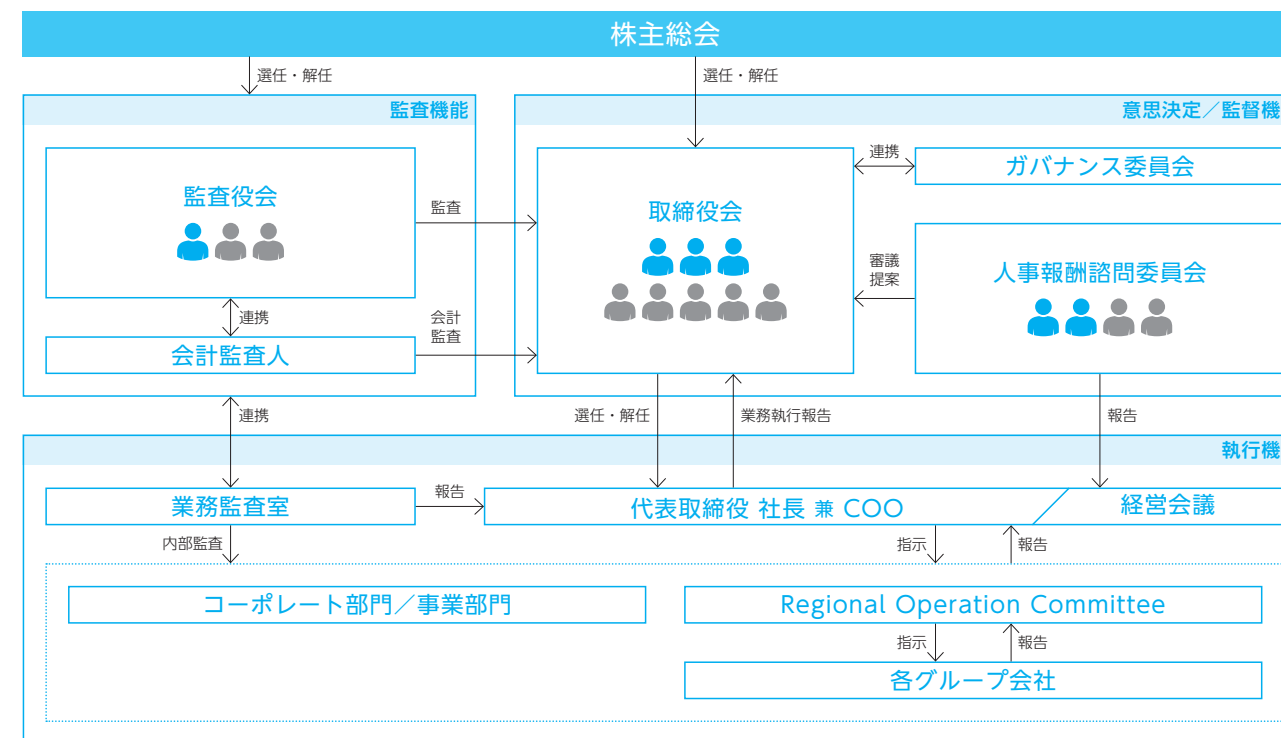 株主総会
選任・解任
選任・解任
監査機能
意思決定／監督機
監査役会
監査
取締役会
連携
ガバナンス委員会
審議
提案
人事報酬諮問委員会
連携
会計
監査
会計監査人
連携
選任・解任
業務執行報告
報告
執行機
業務監査室
報告
代表取締役 社長 兼 COO
経営会議
内部監査
指示
報告
コーポレート部門／事業部門
Regional Operation Committee
指示
報告
各グループ会社